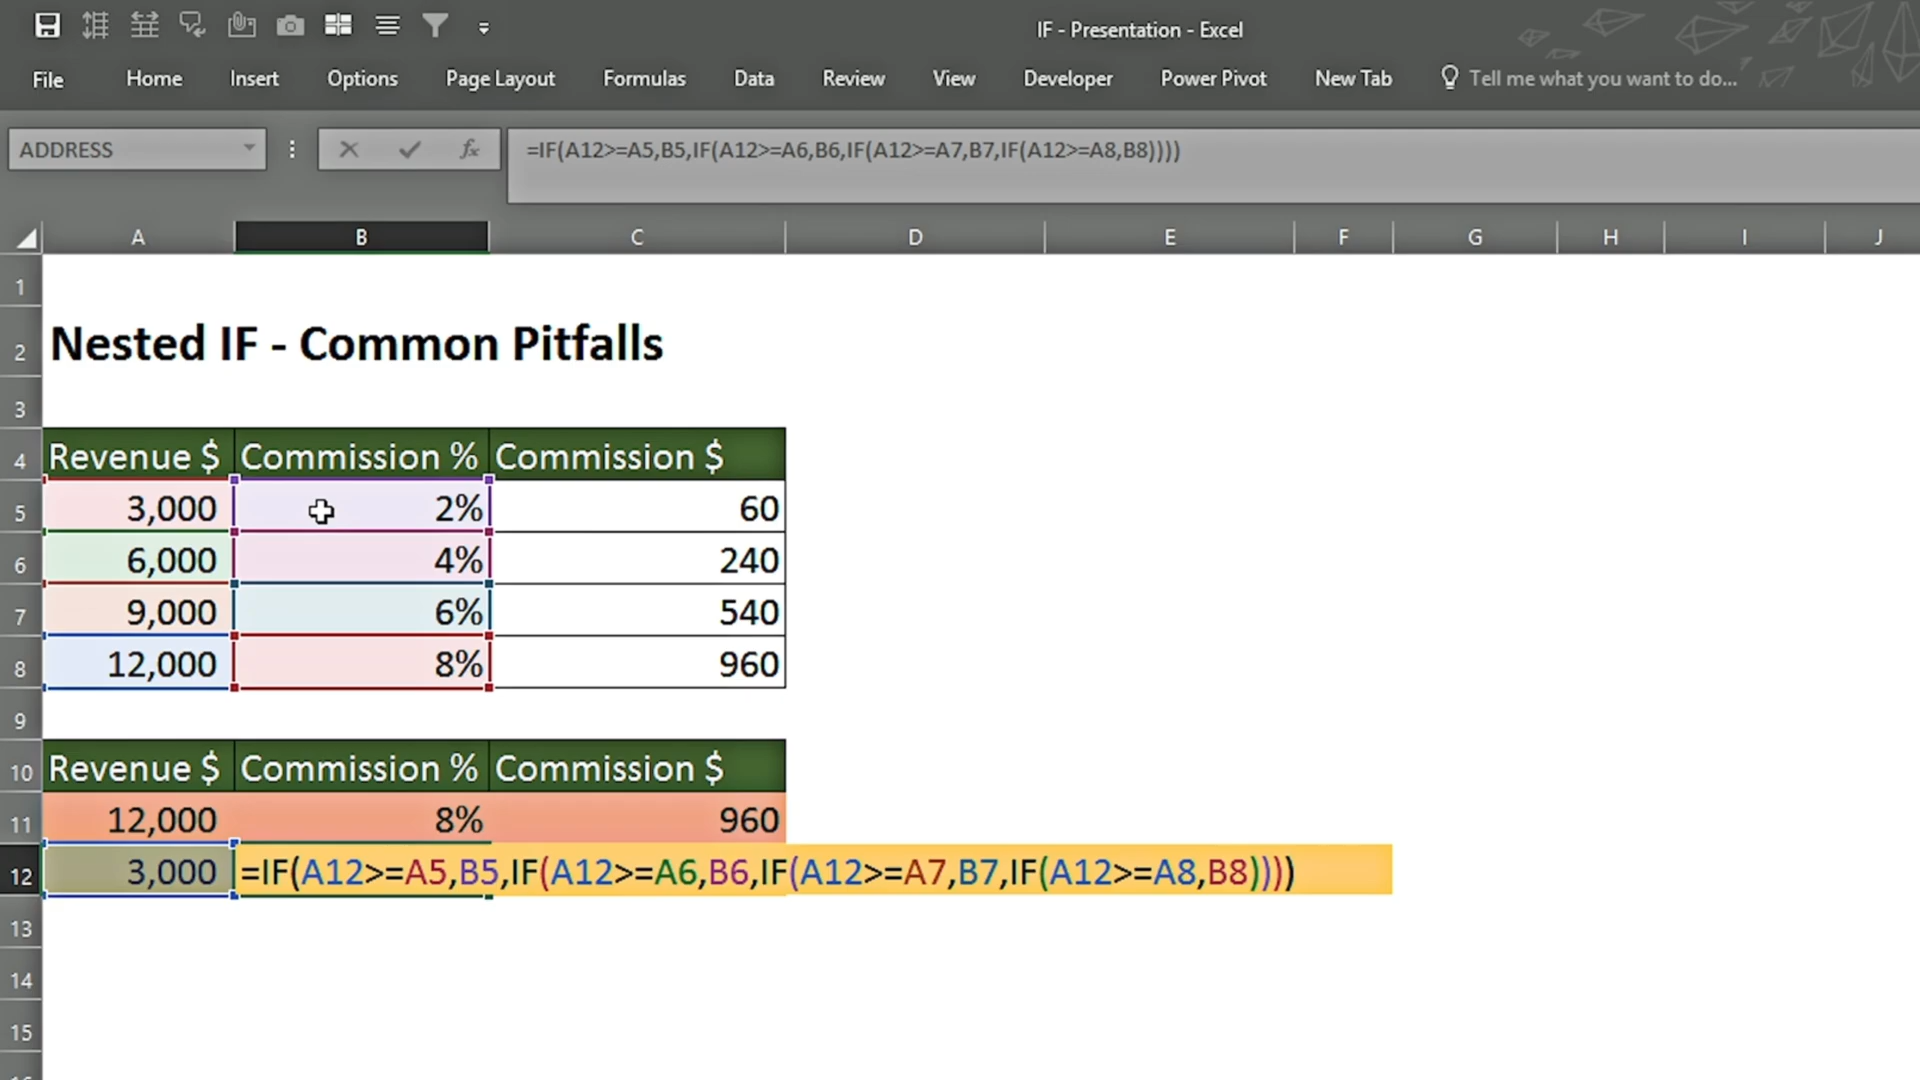 IF - Presentation - Excel
File Home Insert Options Page Layout Formulas Data Review View Developer Power Pivot New Tab Tell me what you want to do...
ADDRESS fx =IF(A12>=A5,B5,IF(A12>=A6,B6,IF(A12>=A7,B7,IF(A12>=A8,B8))))
A B C D E F G H I J
1
2 Nested IF - Common Pitfalls
3
4 Revenue $ Commission % Commission $
5 3,000 2% 60
6 6,000 4% 240
7 9,000 6% 540
8 12,000 8% 960
9
10 Revenue $ Commission % Commission $
11 12,000 8% 960
12 3,000 =IF(A12>=A5,B5,IF(A12>=A6,B6,IF(A12>=A7,B7,IF(A12>=A8,B8))))
13
14
15